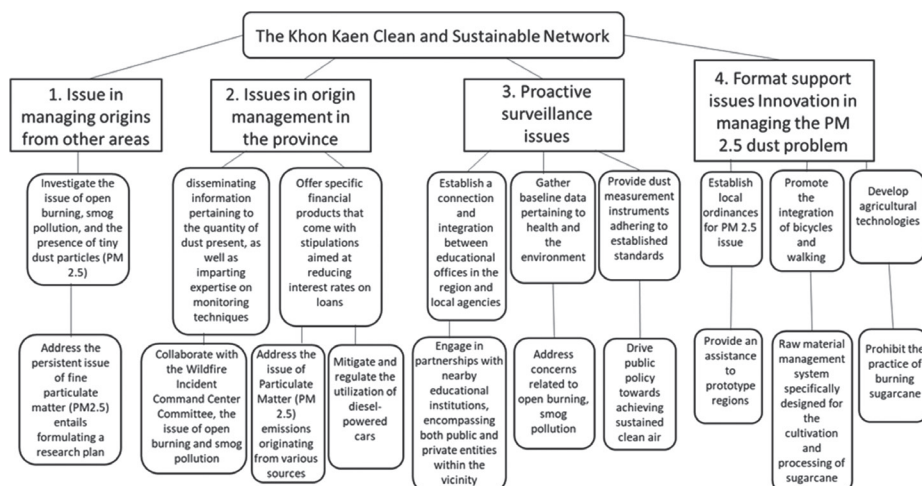 The Khon Kaen Clean and Sustainable Network
1. Issue in
managing origins
from other areas
2. Issues in origin
management in
the province
3. Proactive
surveillance
issues
4. Format support
issues Innovation in
managing the PM
2.5 dust problem
Investigate the
issue of open
burning, smog
pollution, and the
presence of tiny
dust particles (PM
2.5)
disseminating
information
pertaining to
the quantity of
dust present, as
well as
imparting
expertise on
monitoring
techniques
Offer specific
financial
products that
come with
stipulations
aimed at
reducing
interest rates on
loans
Establish a
connection
and
integration
between
educational
offices in the
region and
local agencies
Gather
baseline data
pertaining to
health and
the
environment
Provide dust
measurement
instruments
adhering to
established
standards
Establish
local
ordinances
for PM 2.5
issue
Promote
the
integration
of bicycles
and
walking
Develop
agricultural
technologies
Address the
persistent issue
of fine
particulate
matter (PM2.5)
entails
formulating a
research plan
Collaborate with
the Wildfire
Incident
Command Center
Committee, the
issue of open
burning and smog
pollution
Address the
issue of
Particulate
Matter (PM
2.5)
emissions
originating
from various
sources
Mitigate and
regulate the
utilization of
diesel-
powered
cars
Engage in
partnerships with
nearby
educational
institutions,
encompassing
both public and
private entities
within the
vicinity
Address
concerns
related to
open burning,
smog
pollution
Drive
public
policy
towards
achieving
sustained
clean air
Provide an
assistance
to
prototype
regions
Raw material
management
system
specifically
designed for
the
cultivation
and
processing of
sugarcane
Prohibit the
practice of
burning
sugarcane